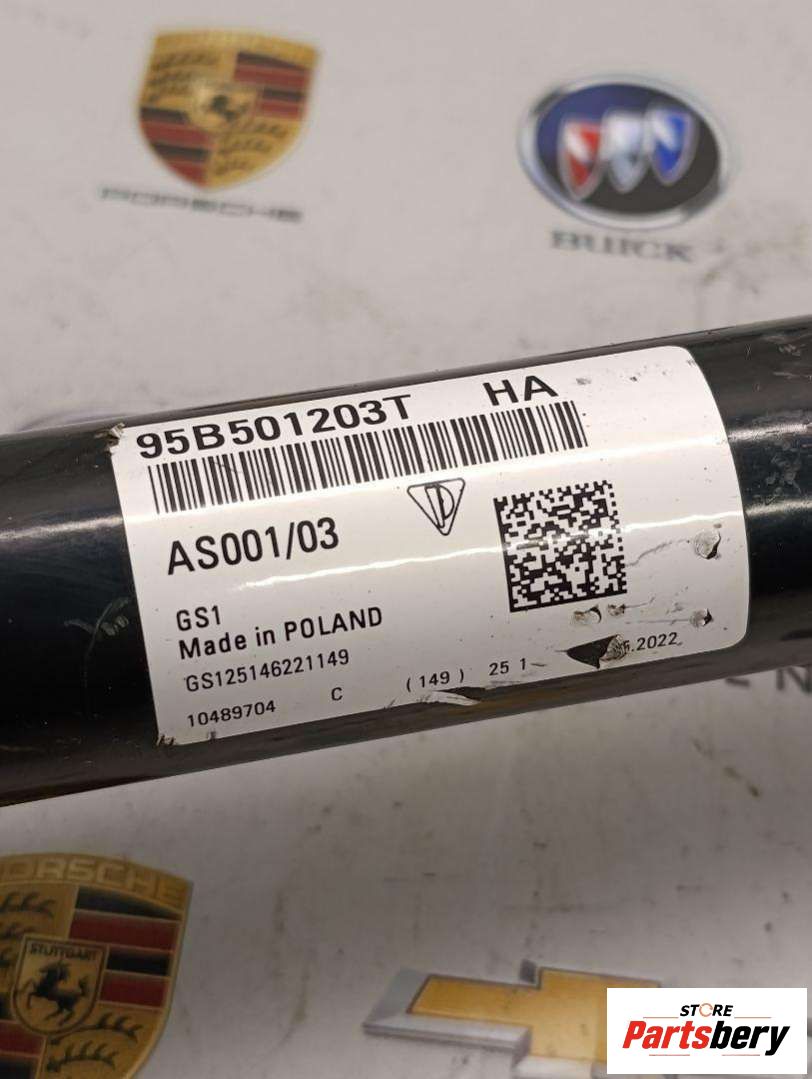 PORSCHE
BUICK
95B501203T HA
AS001/03
GS1
Made in POLAND
GS125146221149
10489704 C (149) 25 1 .2022
PORSCHE
STUTTGART
STORE
Partsbery